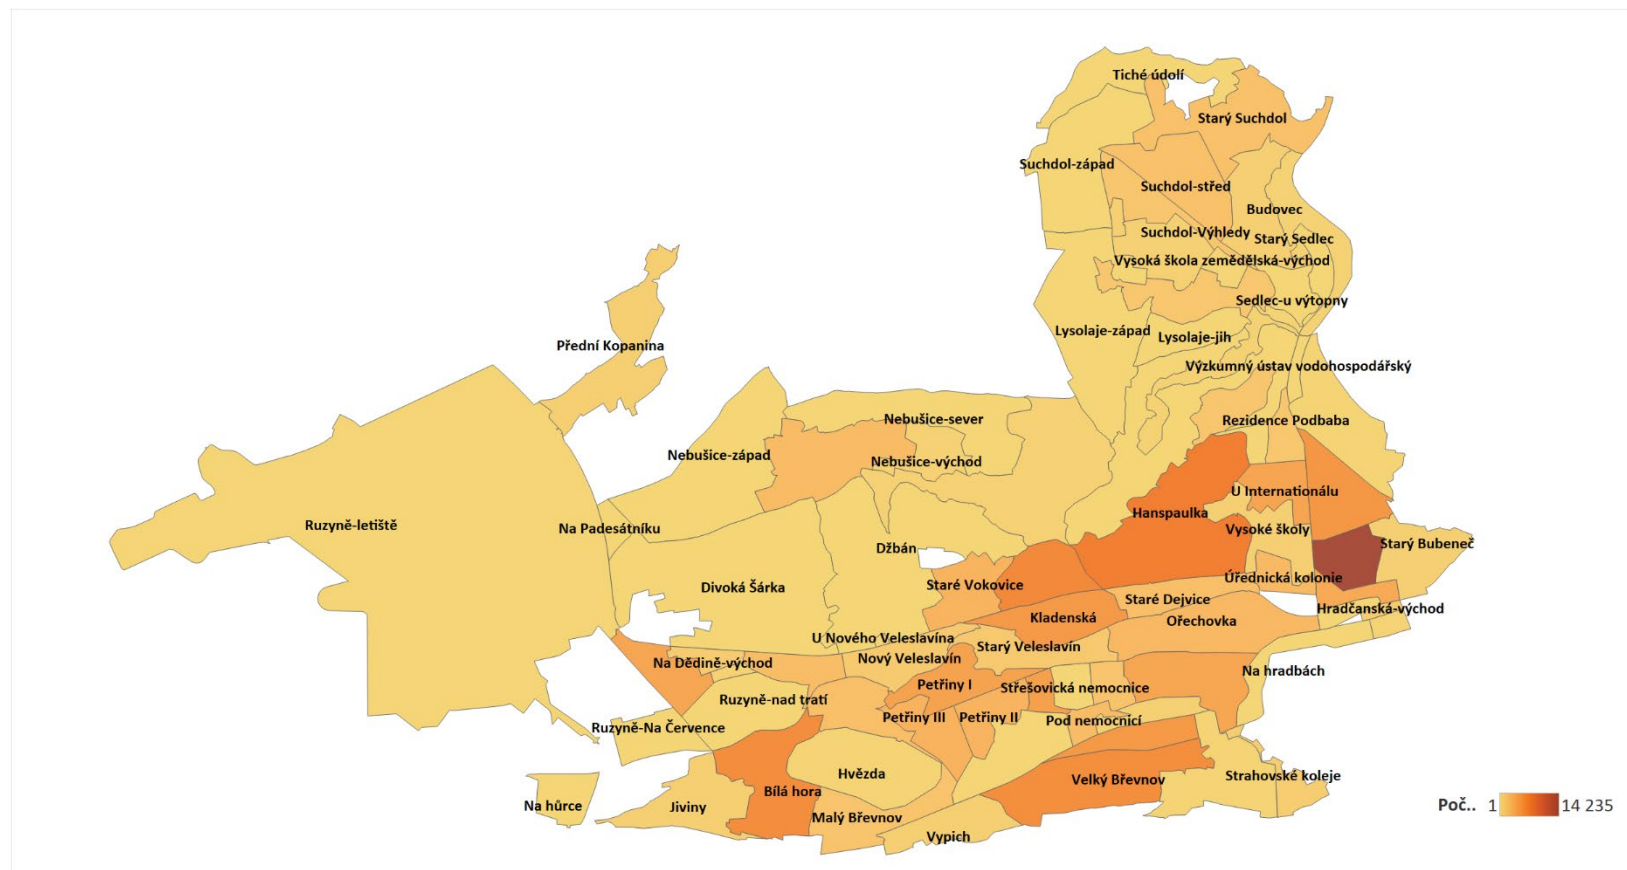 Tiché údolí
Starý Suchdol
Suchdol-západ
Suchdol-střed
Budovec
Suchdol-Výhledy
Starý Sedlec
Vysoká škola zemědělská-východ
Sedlec-u výtopny
Lysolaje-západ
Lysolaje-jih
Přední Kopanina
Výzkumný ústav vodohospodářský
Nebušice-sever
Rezidence Podbaba
Nebušice-západ
Nebušice-východ
U Internationálu
Hanspaulka
Ruzyně-letiště
Na Padesátníku
Vysoké školy
Džbán
Starý Bubeneč
Divoká Šárka
Staré Vokovice
Úřednická kolonie
Staré Dejvice
Hradčanská-východ
Kladenská
Ořechovka
U Nového Veleslavína
Starý Veleslavín
Na Dědině-východ
Nový Veleslavín
Na hradbách
Petřiny I
Střešovická nemocnice
Ruzyně-nad tratí
Petřiny III
Petřiny II
Pod nemocnicí
Ruzyně-Na Července
Hvězda
Velký Břevnov
Strahovské koleje
Bílá hora
Na hůrce
Jiviny
Malý Břevnov
Vypich
Poč.. 1 14 235